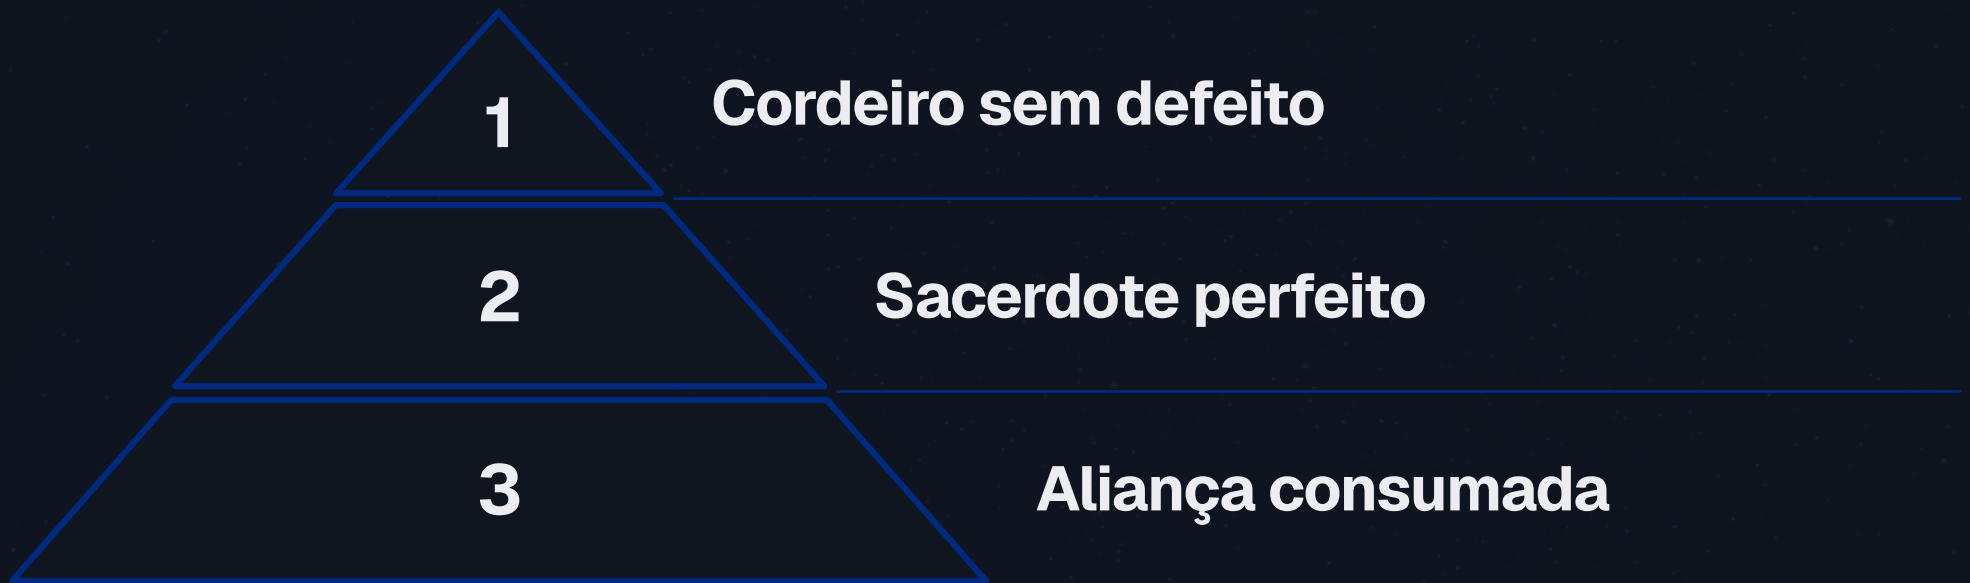 1
Cordeiro sem defeito
2
Sacerdote perfeito
3
Aliança consumada